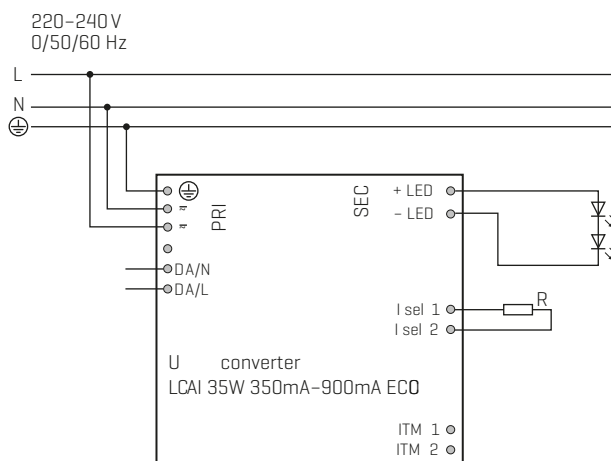 220–240 V
0/50/60 Hz
L
N
PRI
SEC
+ LED
– LED
DA/N
DA/L
I sel 1
R
I sel 2
U converter
LCAI 35W 350mA–900mA ECO
ITM 1
ITM 2